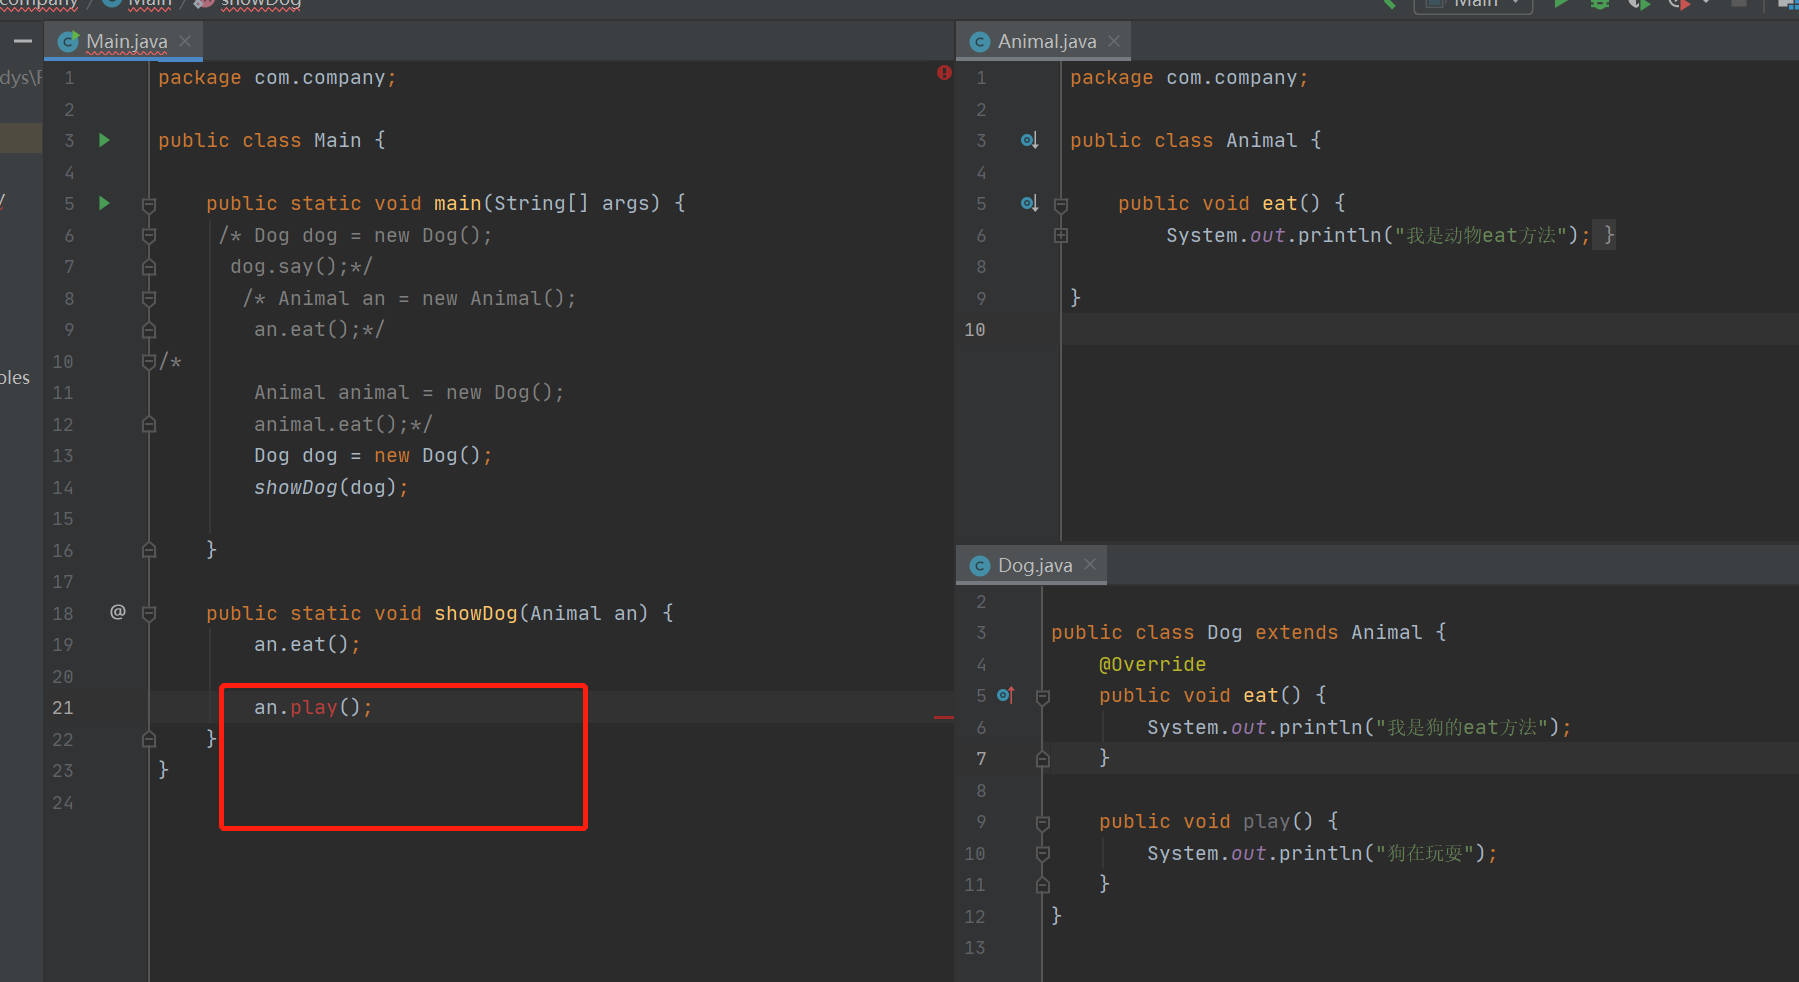 company / Main / showDog
Main
Main.java
dys\F
oles
1 package com.company;
2
3 public class Main {
4
5 public static void main(String[] args) {
6 /* Dog dog = new Dog();
7 dog.say();*/
8 /* Animal an = new Animal();
9 an.eat();*/
10 /*
11 Animal animal = new Dog();
12 animal.eat();*/
13 Dog dog = new Dog();
14 showDog(dog);
15
16 }
17
18 @ public static void showDog(Animal an) {
19 an.eat();
20
21 an.play();
22 }
23 }
24
Animal.java
1 package com.company;
2
3 public class Animal {
4
5 public void eat() {
6 System.out.println("我是动物eat方法"); }
8
9 }
10
Dog.java
2
3 public class Dog extends Animal {
4 @Override
5 public void eat() {
6 System.out.println("我是狗的eat方法");
7 }
8
9 public void play() {
10 System.out.println("狗在玩耍");
11 }
12 }
13